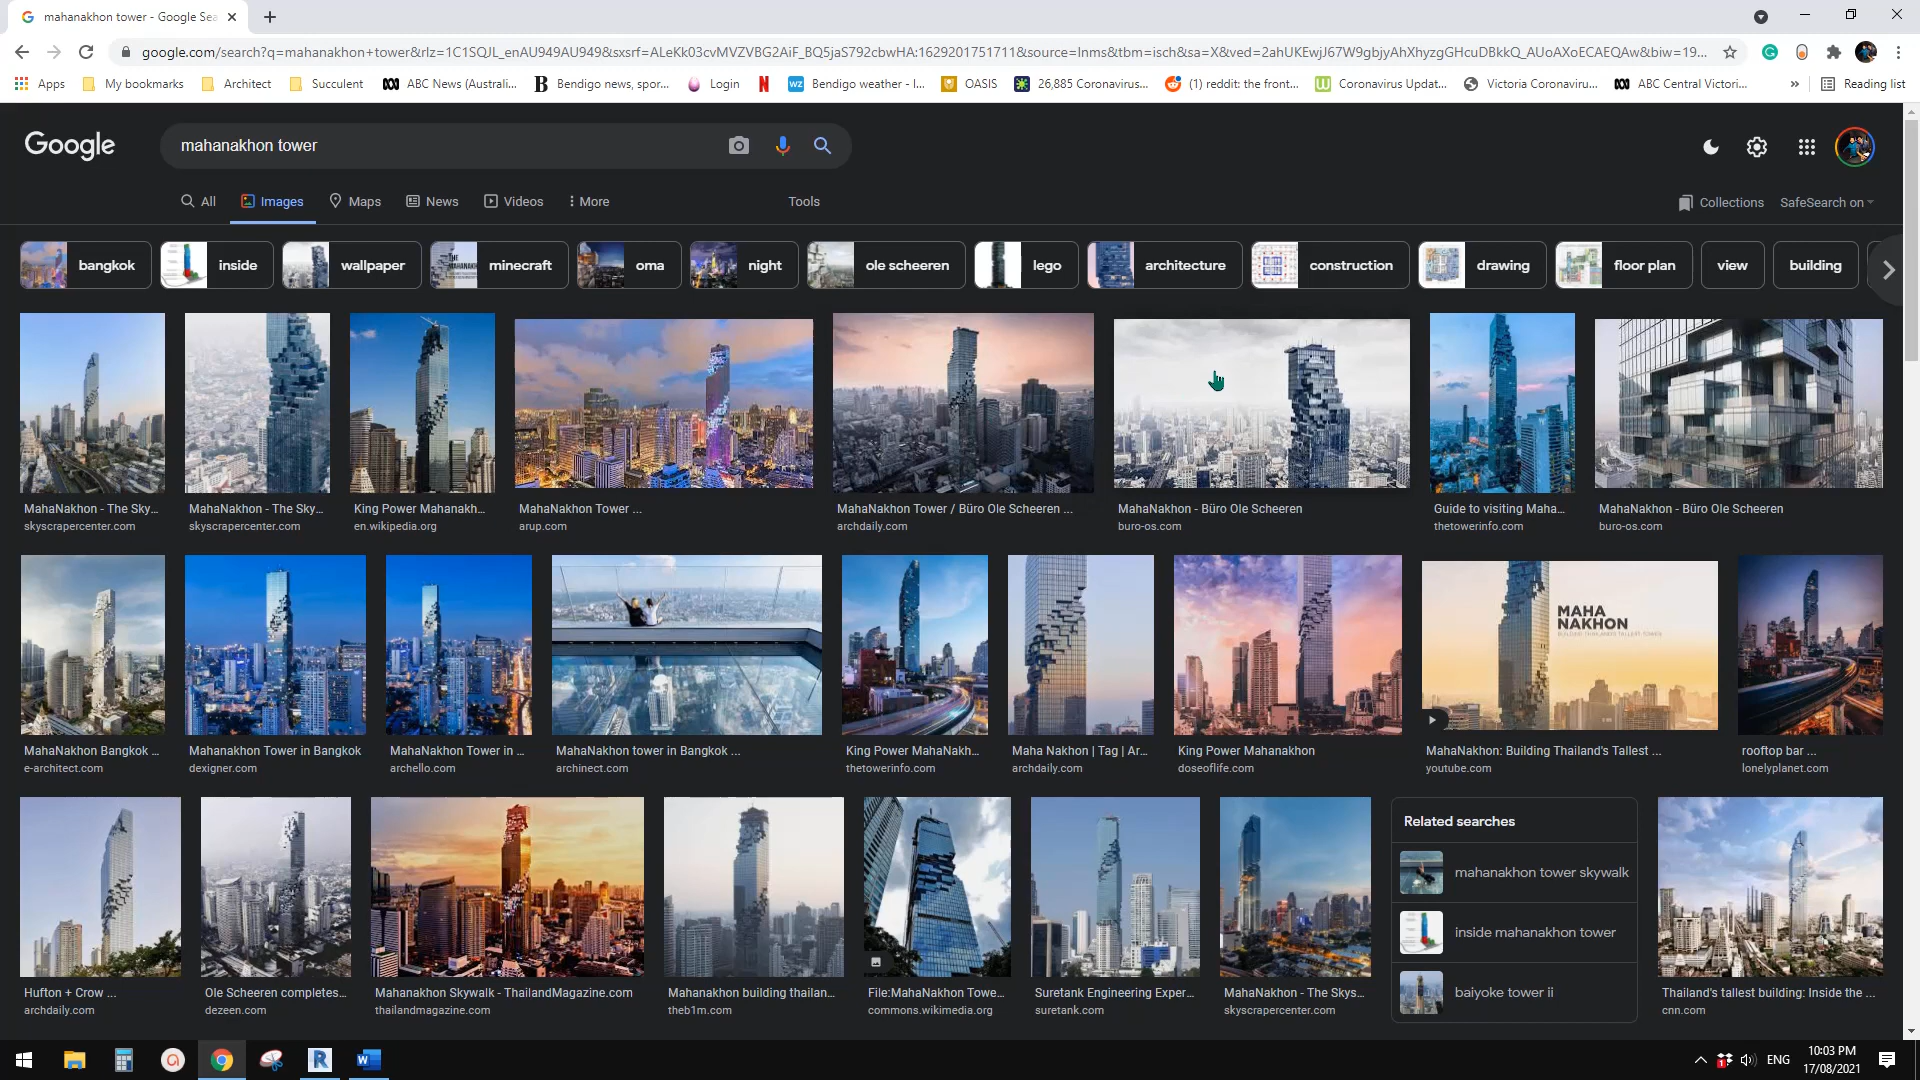 mahanakhon tower - Google Sea
google.com/search?q=mahanakhon+tower&rlz=1C1SQJL_enAU949AU949&sxsrf=ALeKk03cvMVZVBG2AiF_BQ5jaS792cbwHA:1629201751711&source=lnms&tbm=isch&sa=X&ved=2ahUKEwjJ67W9gbjyAhXhyzgGHcuDBkkQ_AUoAXoECAEQAw&biw=19...
Apps My bookmarks Architect Succulent ABC News (Australi... Bendigo news, spor... Login Bendigo weather - l... OASIS 26,885 Coronavirus... (1) reddit: the front... Coronavirus Updat... Victoria Coronaviru... ABC Central Victori... » Reading list
Google mahanakhon tower
All Images Maps News Videos More Tools Collections SafeSearch on
bangkok inside wallpaper minecraft oma night ole scheeren lego architecture construction drawing floor plan view building
MahaNakhon - The Sky... MahaNakhon - The Sky... King Power Mahanakh... MahaNakhon Tower ... MahaNakhon Tower / Büro Ole Scheeren ... MahaNakhon - Büro Ole Scheeren Guide to visiting Maha... MahaNakhon - Büro Ole Scheeren
skyscrapercenter.com skyscrapercenter.com en.wikipedia.org arup.com archdaily.com buro-os.com thetowerinfo.com buro-os.com
MAHA
NAKHON
BUILDING THAILAND'S TALLEST TOWER
MahaNakhon Bangkok ... Mahanakhon Tower in Bangkok MahaNakhon Tower in ... MahaNakhon tower in Bangkok ... King Power MahaNakh... Maha Nakhon | Tag | Ar... King Power Mahanakhon MahaNakhon: Building Thailand's Tallest ... rooftop bar ...
e-architect.com dexigner.com archello.com archinect.com thetowerinfo.com archdaily.com doseoflife.com youtube.com lonelyplanet.com
Related searches
mahanakhon tower skywalk
inside mahanakhon tower
baiyoke tower ii
Hufton + Crow ... Ole Scheeren completes... Mahanakhon Skywalk - ThailandMagazine.com Mahanakhon building thailan... File:MahaNakhon Towe... Suretank Engineering Exper... MahaNakhon - The Skys... Thailand's tallest building: Inside the ...
archdaily.com dezeen.com thailandmagazine.com theb1m.com commons.wikimedia.org suretank.com skyscrapercenter.com cnn.com
ENG 10:03 PM
17/08/2021